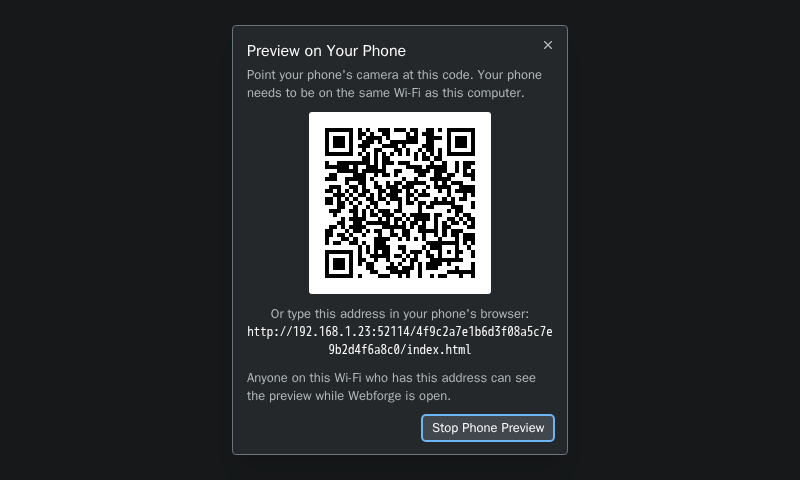 Preview on Your Phone
×
Point your phone's camera at this code. Your phone
needs to be on the same Wi-Fi as this computer.
Or type this address in your phone's browser:
http://192.168.1.23:52114/4f9c2a7e1b6d3f08a5c7e
9b2d4f6a8c0/index.html
Anyone on this Wi-Fi who has this address can see
the preview while Webforge is open.
Stop Phone Preview